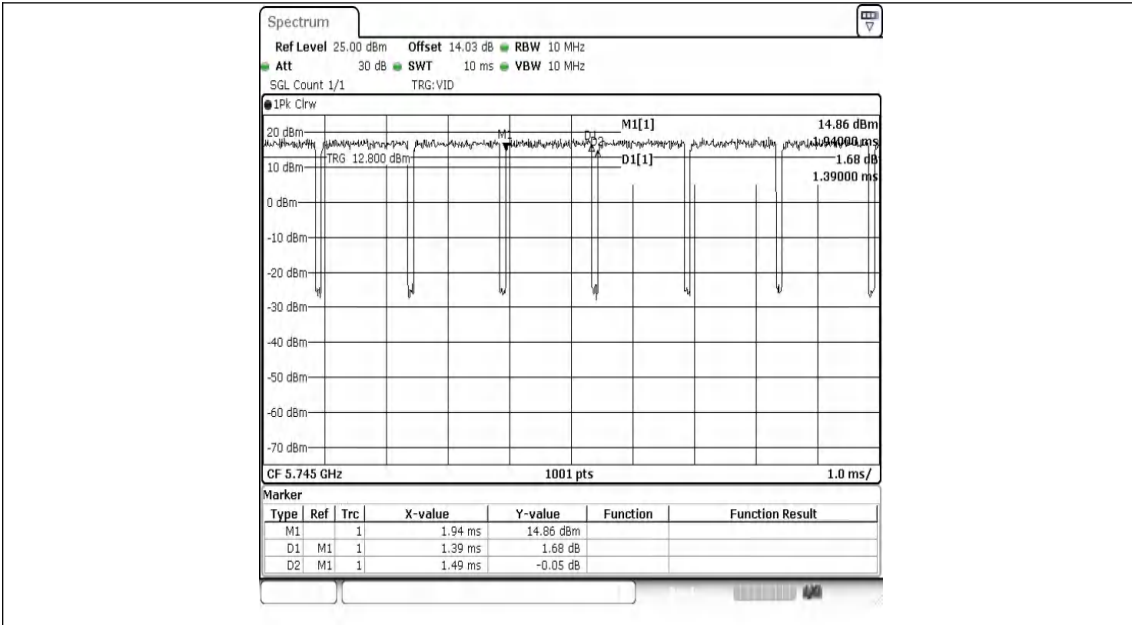 Spectrum
Ref Level 25.00 dBm Offset 14.03 dB RBW 10 MHz
Att 30 dB SWT 10 ms VBW 10 MHz
SGL Count 1/1 TRG:VID
1Pk Clrw
M1[1] 14.86 dBm
1.94000 ms
D1[1] 1.68 dB
1.39000 ms
M1
D1
D2
20 dBm
TRG 12.800 dBm
10 dBm
0 dBm
-10 dBm
-20 dBm
-30 dBm
-40 dBm
-50 dBm
-60 dBm
-70 dBm
CF 5.745 GHz 1001 pts 1.0 ms/
Marker
Type Ref Trc X-value Y-value Function Function Result
M1 1 1.94 ms 14.86 dBm
D1 M1 1 1.39 ms 1.68 dB
D2 M1 1 1.49 ms -0.05 dB